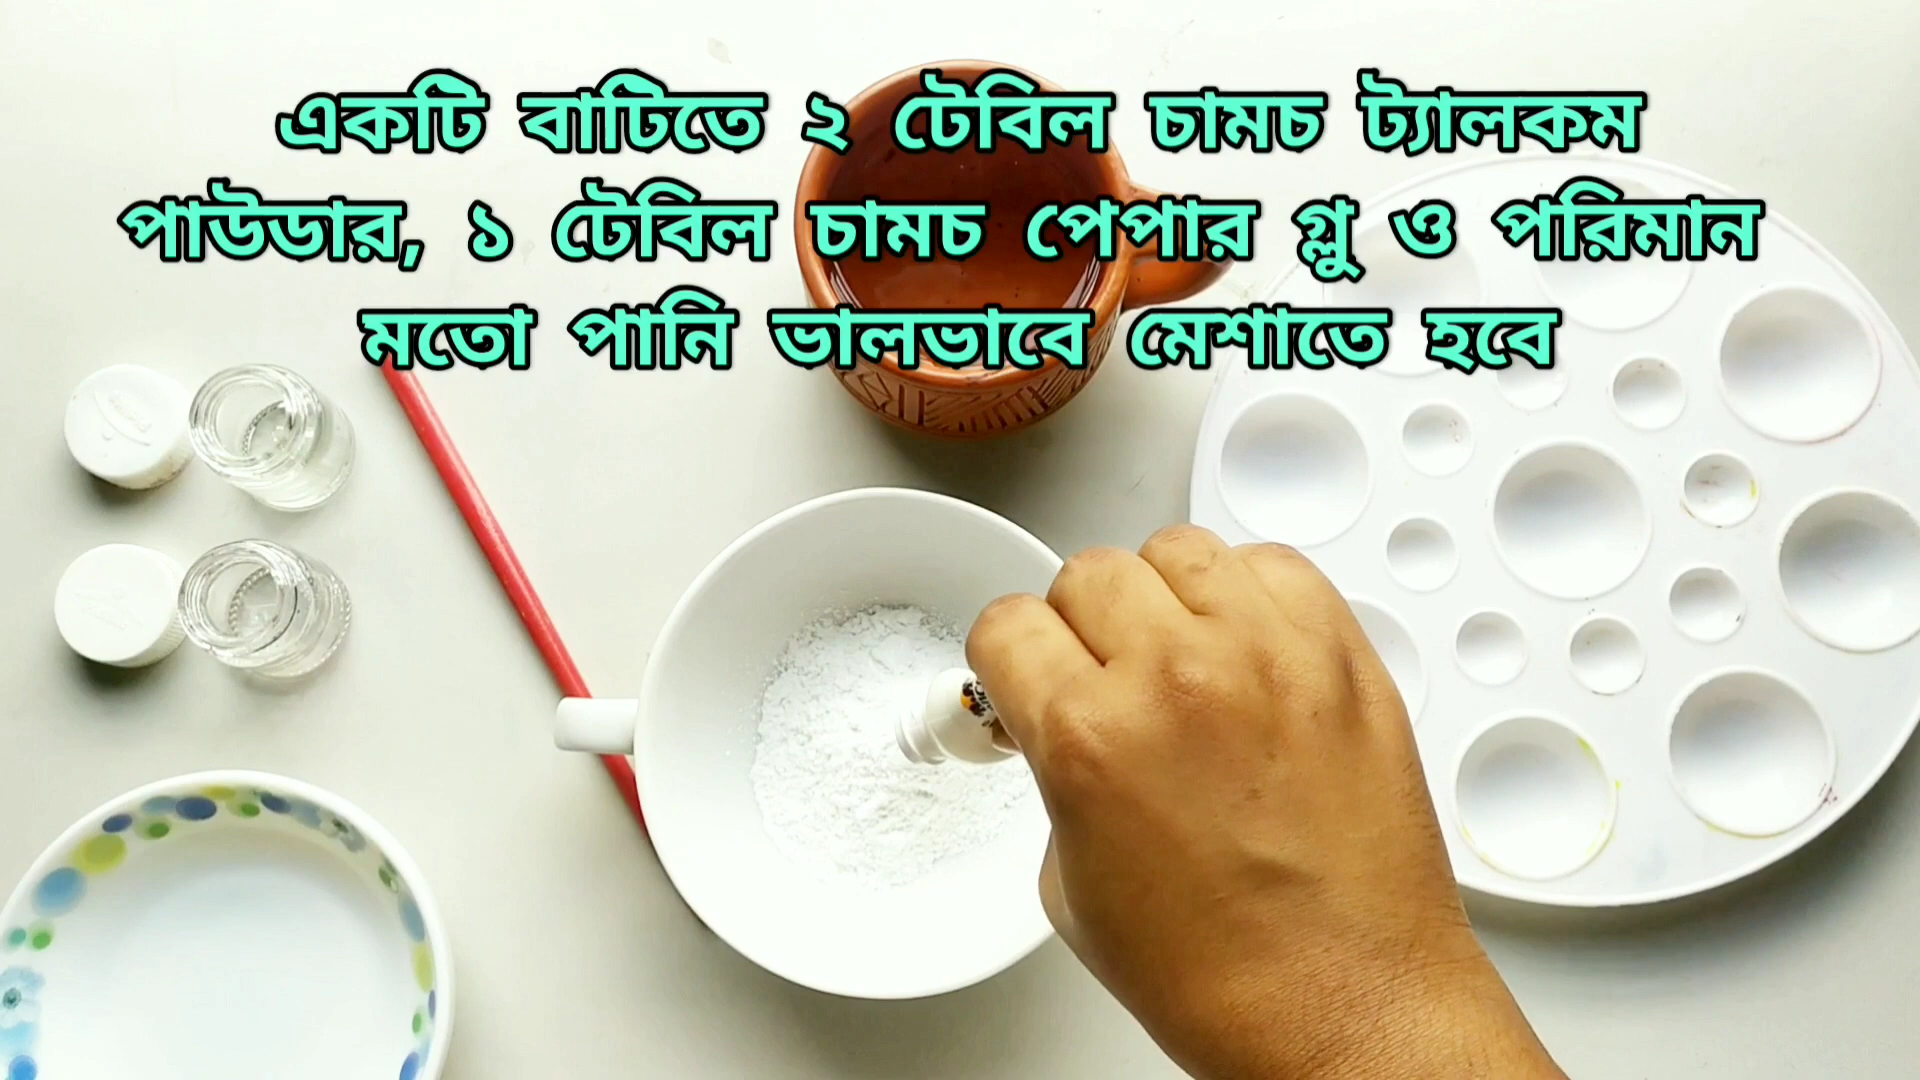 একটি বাটিতে ২ টেবিল চামচ ট্যালকম
পাউডার, ১ টেবিল চামচ পেপার গ্লু ও পরিমান
মতো পানি ভালভাবে মেশাতে হবে